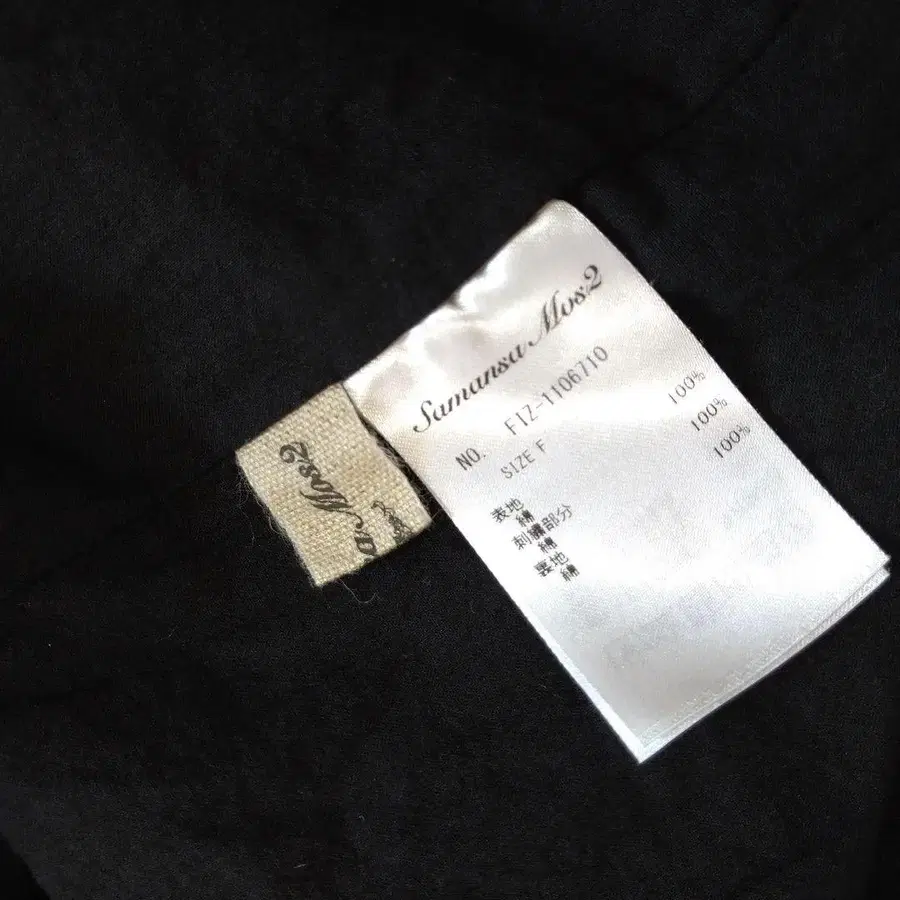 Samansa Mos2
NO. FIZ-1106710
SIZE F
表地
綿 100%
刺繍部分
綿 100%
裏地
綿 100%
Mos2